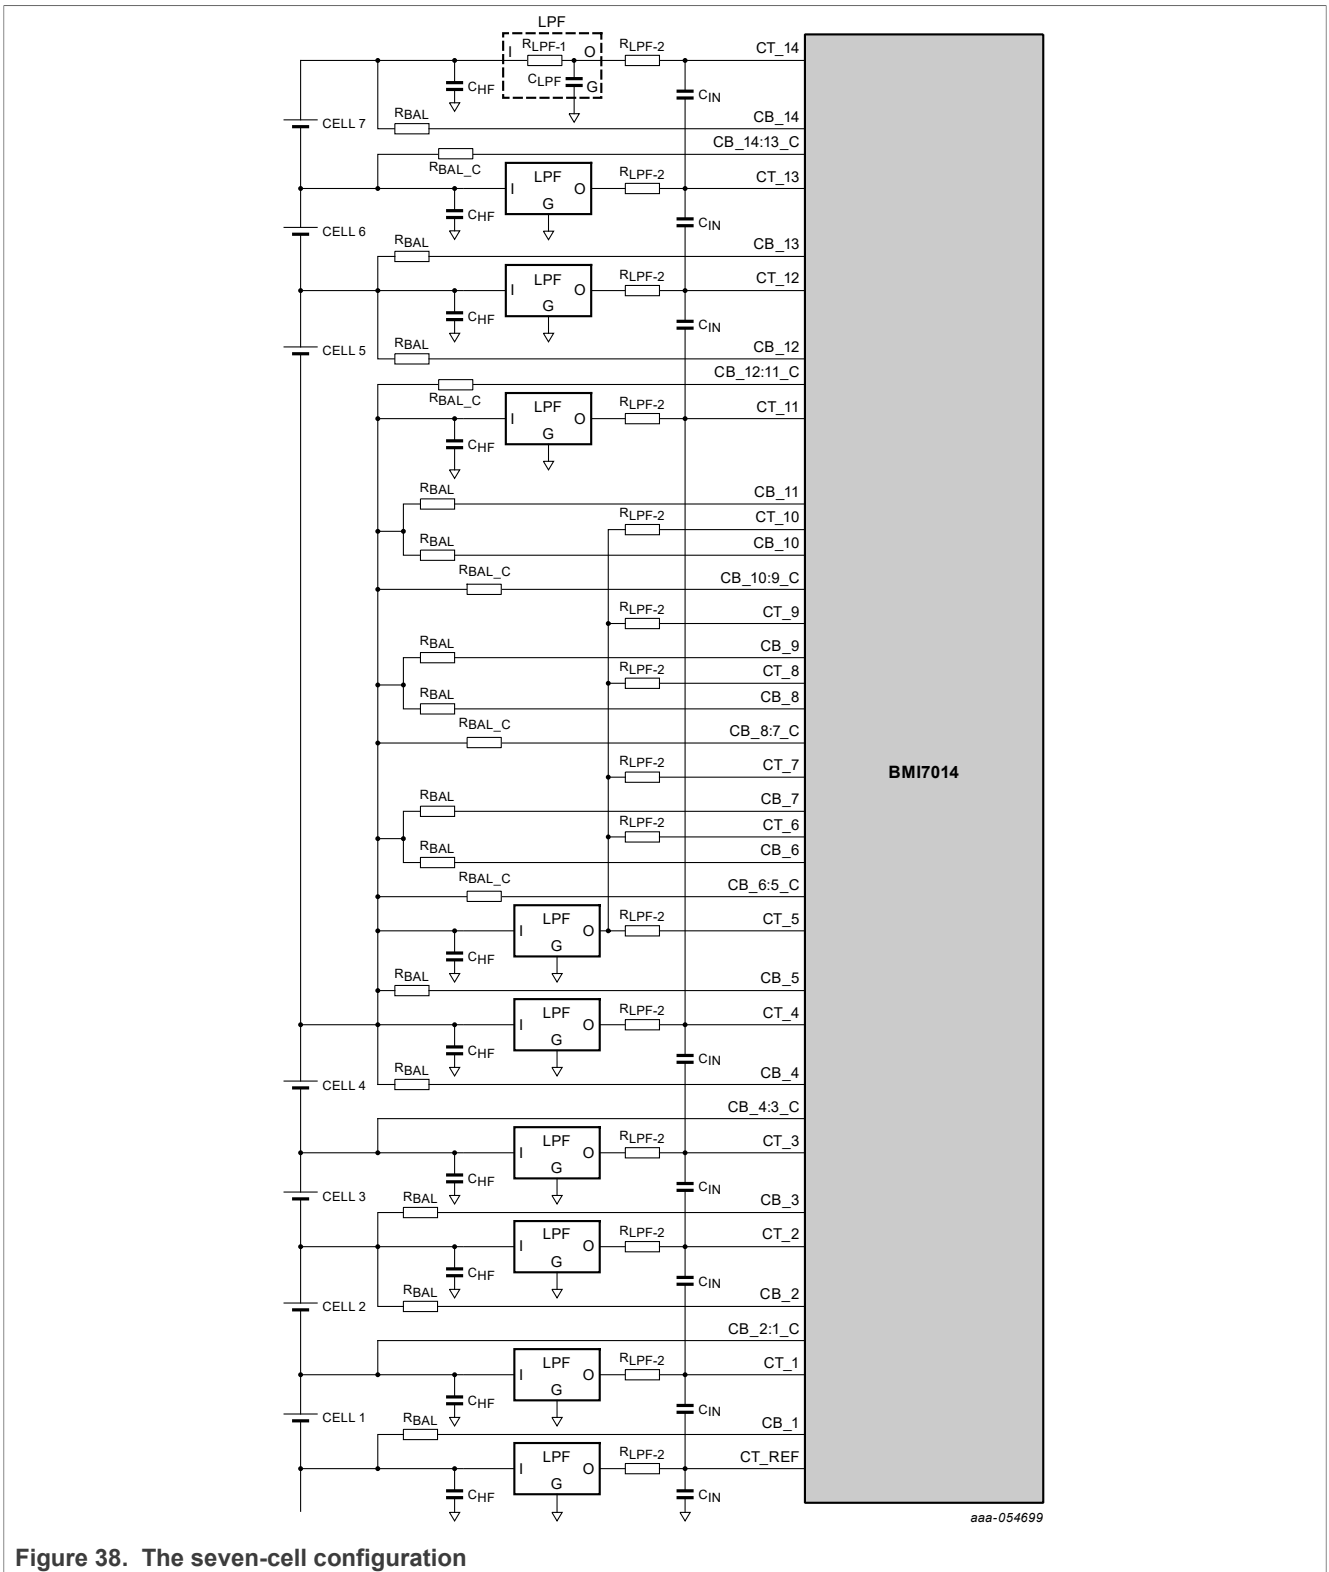 LPF
I RLPF-1 O RLPF-2 CT_14
CHF CLPF G CIN
CELL 7 RBAL CB_14
CB_14:13_C
RBAL_C
I LPF O RLPF-2 CT_13
G
CHF CIN
CELL 6 RBAL CB_13
I LPF O RLPF-2 CT_12
G
CHF CIN
CELL 5 RBAL CB_12
CB_12:11_C
RBAL_C
I LPF O RLPF-2 CT_11
G
CHF
RBAL CB_11
RLPF-2 CT_10
RBAL CB_10
RBAL_C CB_10:9_C
RLPF-2 CT_9
RBAL CB_9
RLPF-2 CT_8
RBAL CB_8
RBAL_C CB_8:7_C
RLPF-2 CT_7
BMI7014
RBAL CB_7
RLPF-2 CT_6
RBAL CB_6
RBAL_C CB_6:5_C
I LPF O RLPF-2 CT_5
G
CHF
RBAL CB_5
I LPF O RLPF-2 CT_4
G
CHF CIN
CELL 4 RBAL CB_4
CB_4:3_C
I LPF O RLPF-2 CT_3
G
CHF CIN
CELL 3 RBAL CB_3
I LPF O RLPF-2 CT_2
G
CHF CIN
CELL 2 RBAL CB_2
CB_2:1_C
I LPF O RLPF-2 CT_1
G
CHF CIN
CELL 1 RBAL CB_1
I LPF O RLPF-2 CT_REF
G
CHF CIN
aaa-054699
Figure 38. The seven-cell configuration